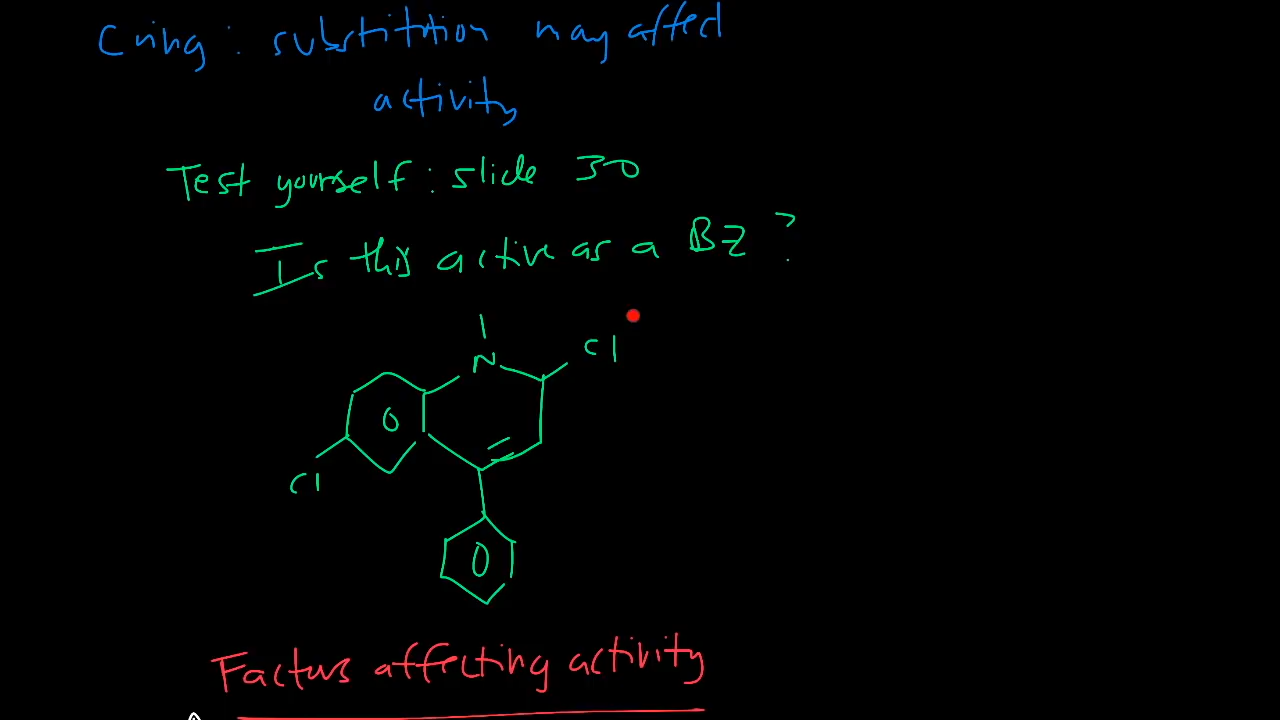 C ring : substitution may affect
activity
Test yourself : slide 30
Is this active as a BZ ?
N
Cl
O
Cl
O
Factors affecting activity